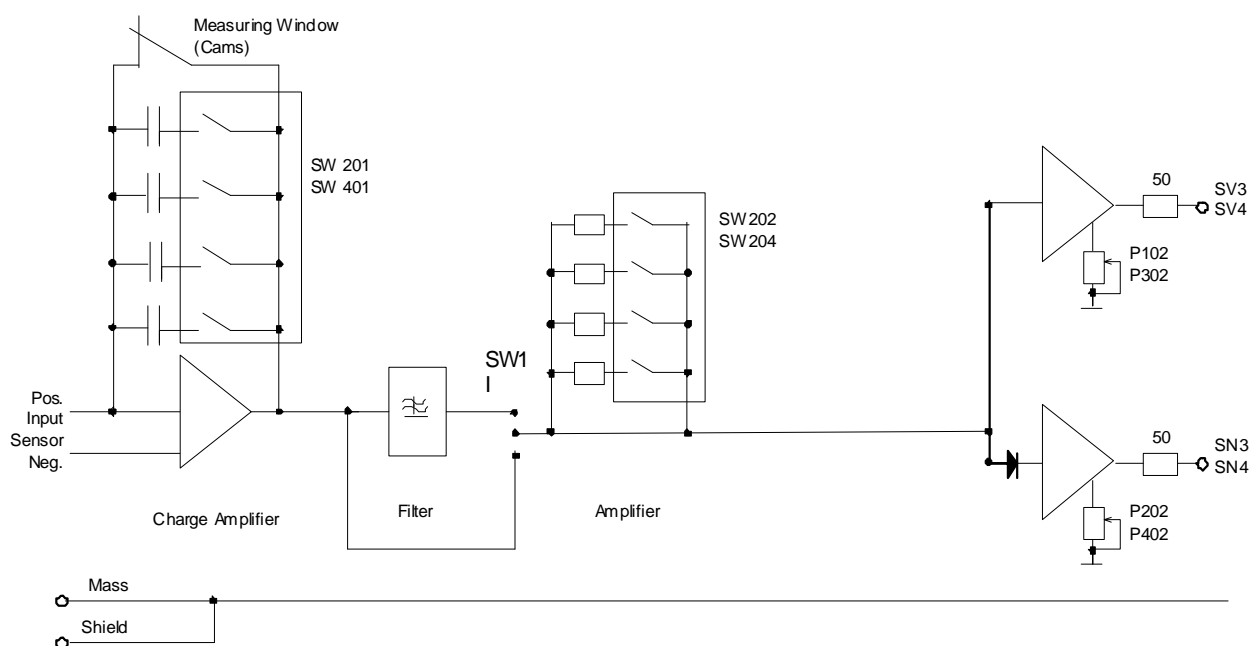 Measuring Window
(Cams)
SW 201
SW 401
SW202
SW204
50
SV3
SV4
P102
P302
SW1
I
Pos.
Input
Sensor
Neg.
50
SN3
SN4
P202
P402
Charge Amplifier
Filter
Amplifier
Mass
Shield